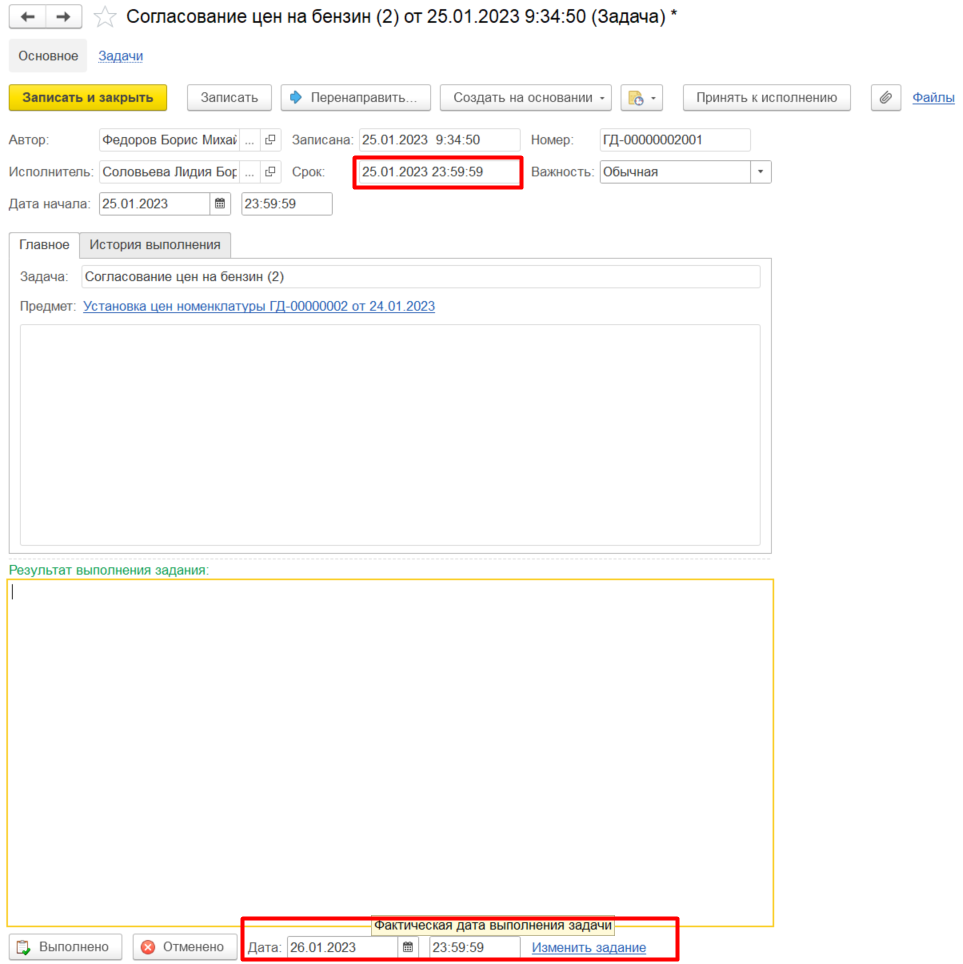 Согласование цен на бензин (2) от 25.01.2023 9:34:50 (Задача) *
Основное Задачи
Записать и закрыть Записать Перенаправить... Создать на основании Принять к исполнению Файлы
Автор: Федоров Борис Михай ... Записана: 25.01.2023 9:34:50 Номер: ГД-00000002001
Исполнитель: Соловьева Лидия Бор ... Срок: 25.01.2023 23:59:59 Важность: Обычная
Дата начала: 25.01.2023 23:59:59
Главное История выполнения
Задача: Согласование цен на бензин (2)
Предмет: Установка цен номенклатуры ГД-00000002 от 24.01.2023
Результат выполнения задания:
Фактическая дата выполнения задачи
Выполнено Отменено Дата: 26.01.2023 23:59:59 Изменить задание